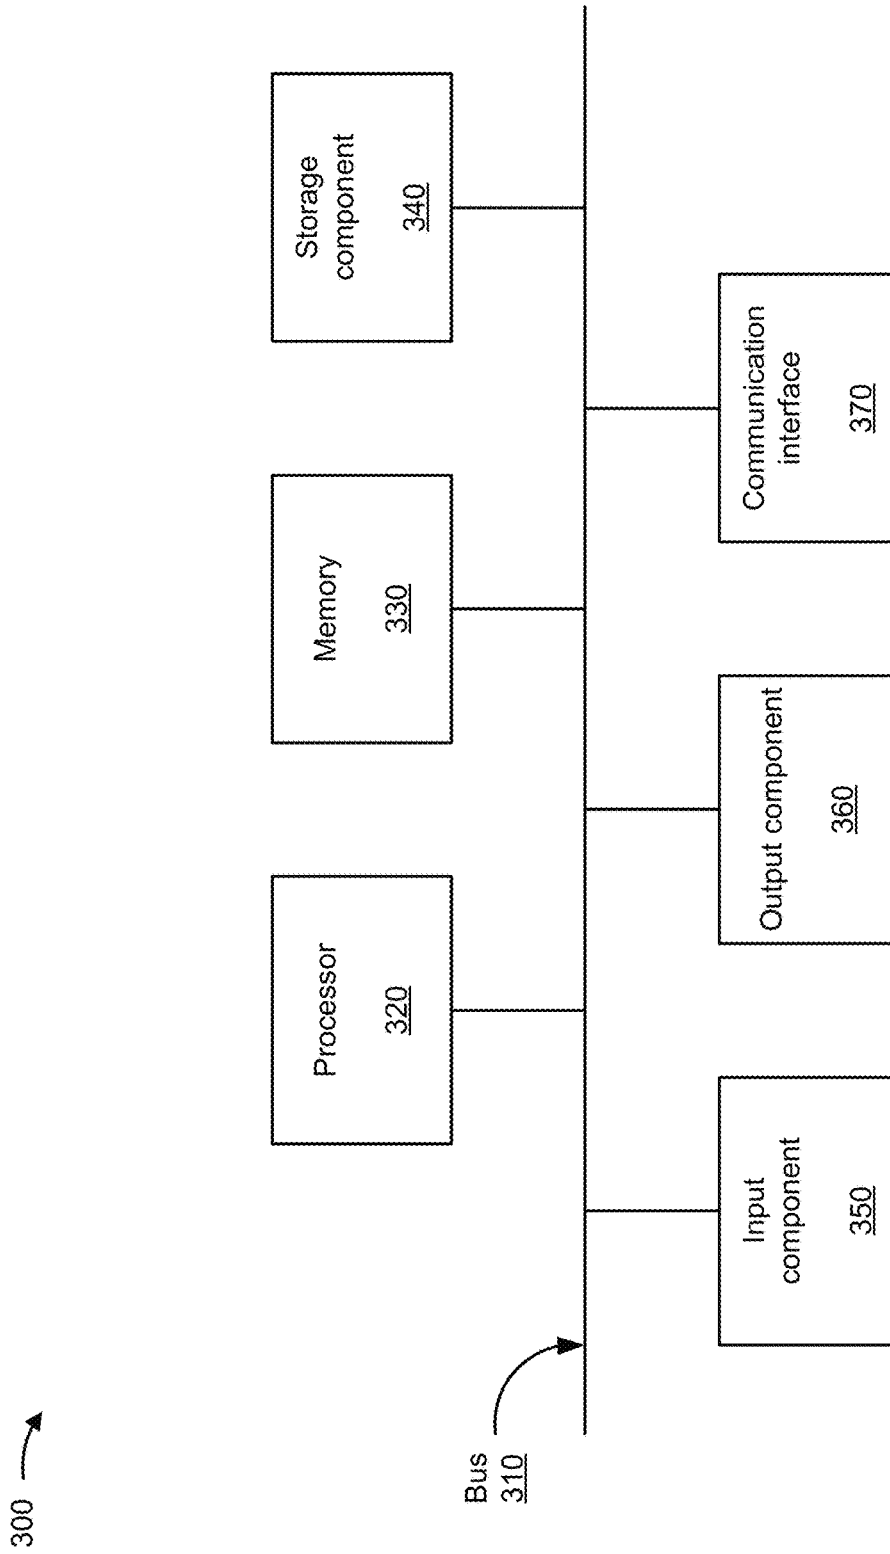 300
Bus
310
Processor
320
Memory
330
Storage
component
340
Input
component
350
Output component
360
Communication
interface
370